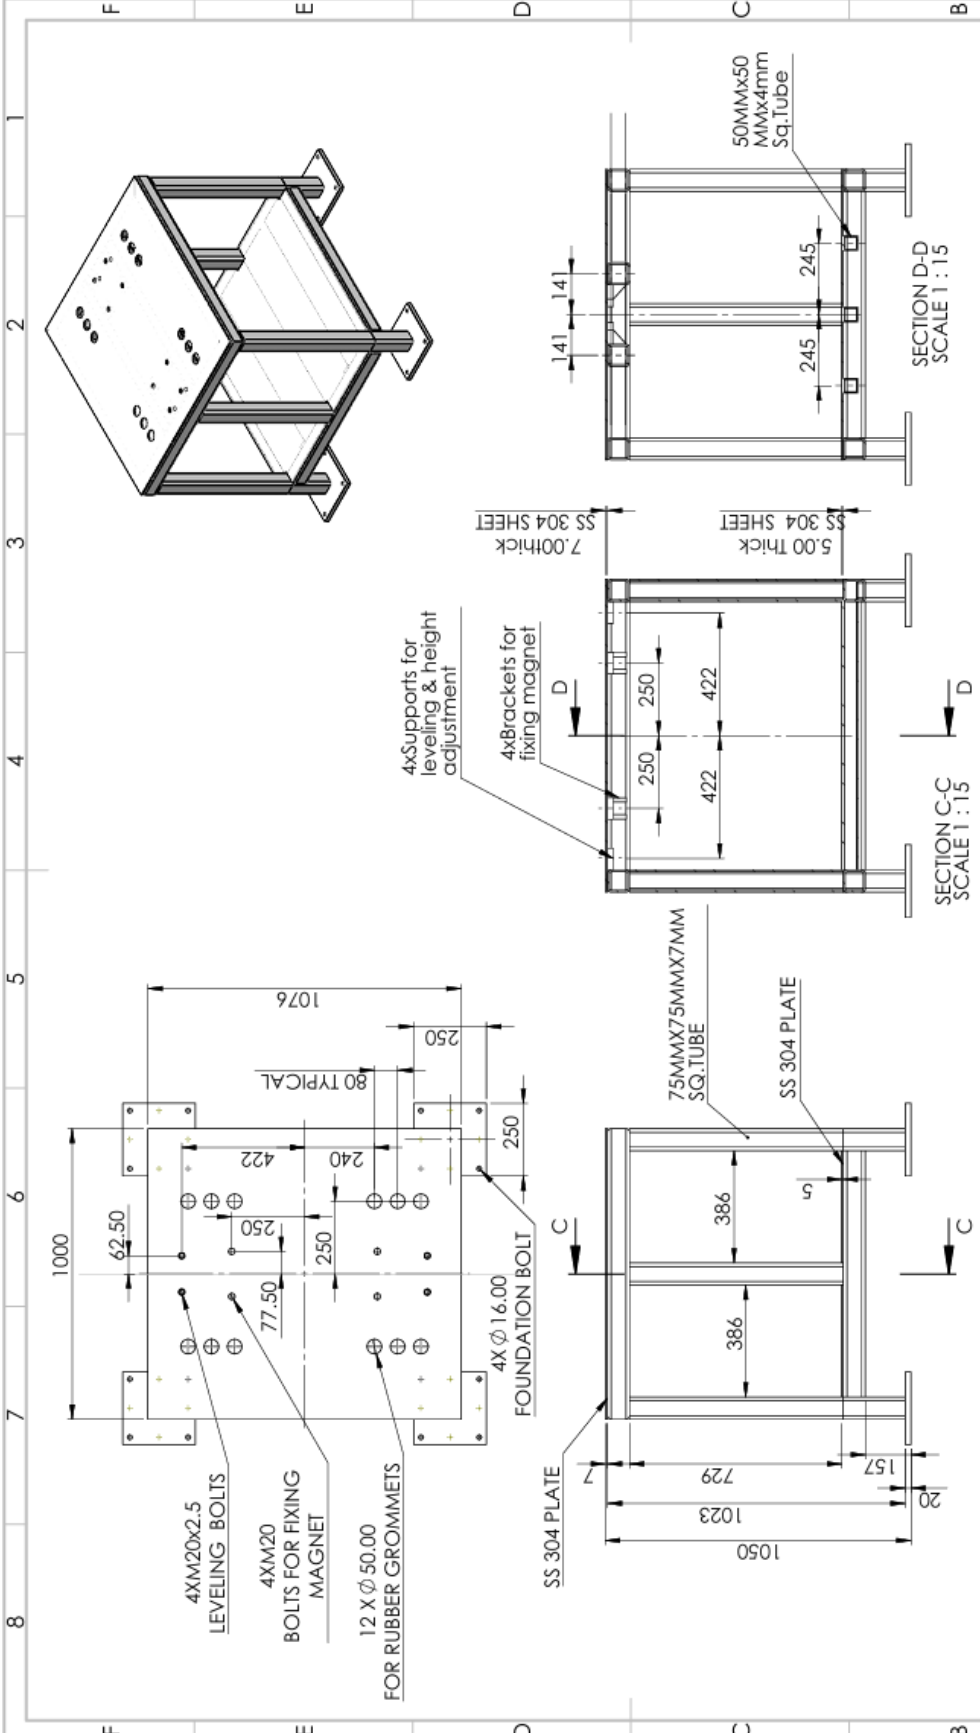 F
E
D
C
B
1
2
3
4
5
6
7
8
50MMx50
MMx4mm
Sq.Tube
141
141
245
245
SECTION D-D
SCALE 1 : 15
7.00thick
SS 304 SHEET
5.00 Thick
SS 304 SHEET
4xSupports for
leveling & height
adjustment
4xBrackets for
fixing magnet
D
D
250
250
422
422
SECTION C-C
SCALE 1 : 15
1076
250
80 TYPICAL
250
1000
62.50
422
240
250
250
77.50
4X Ø 16.00
FOUNDATION BOLT
4XM20x2.5
LEVELING BOLTS
4XM20
BOLTS FOR FIXING
MAGNET
12 X Ø 50.00
FOR RUBBER GROMMETS
75MMX75MMX7MM
SQ.TUBE
SS 304 PLATE
C
C
5
386
386
SS 304 PLATE
7
729
157
20
1023
1050
F
E
D
C
B